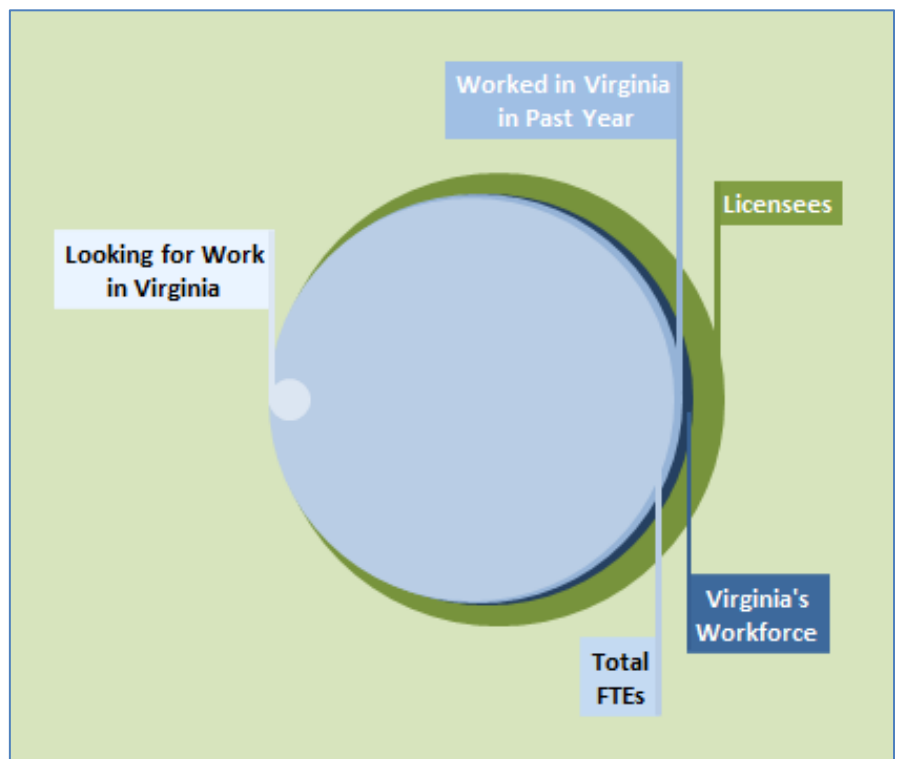 Worked in Virginia
in Past Year
Licensees
Looking for Work
in Virginia
Virginia's
Workforce
Total
FTEs